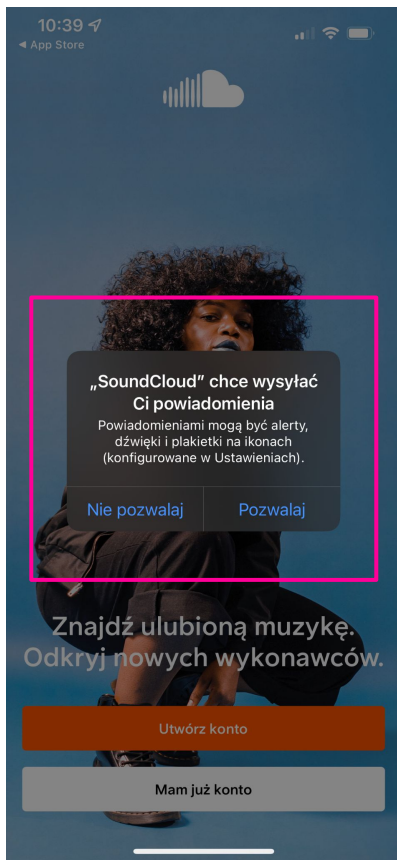 10:39
◀ App Store
„SoundCloud” chce wysyłać
Ci powiadomienia
Powiadomieniami mogą być alerty,
dźwięki i plakietki na ikonach
(konfigurowane w Ustawieniach).
Nie pozwalaj
Pozwalaj
Znajdź ulubioną muzykę.
Odkryj nowych wykonawców.
Utwórz konto
Mam już konto